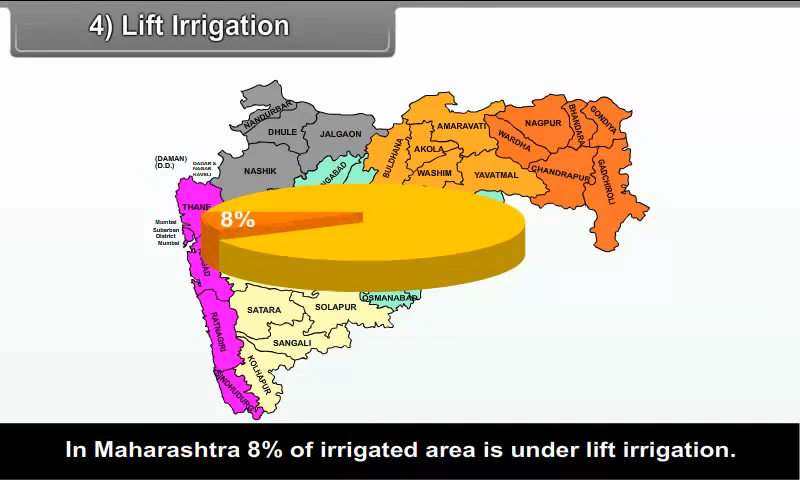 4) Lift Irrigation
NANDURBAR
DHULE
JALGAON
NASHIK
BULDHANA
AMARAVATI
AKOLA
WASHIM
YAVATMAL
WARDHA
NAGPUR
BHANDARA
GONDIYA
CHANDRAPUR
GADCHIROLI
(DAMAN)
(D.D.)
DADAR &
NAGAR
HAVELI
THANE
Mumbai
Suburban
District
Mumbai
8%
OSMANABAD
SATARA
SOLAPUR
SANGALI
RATNAGIRI
KOLHAPUR
SINDHUDURG
In Maharashtra 8% of irrigated area is under lift irrigation.